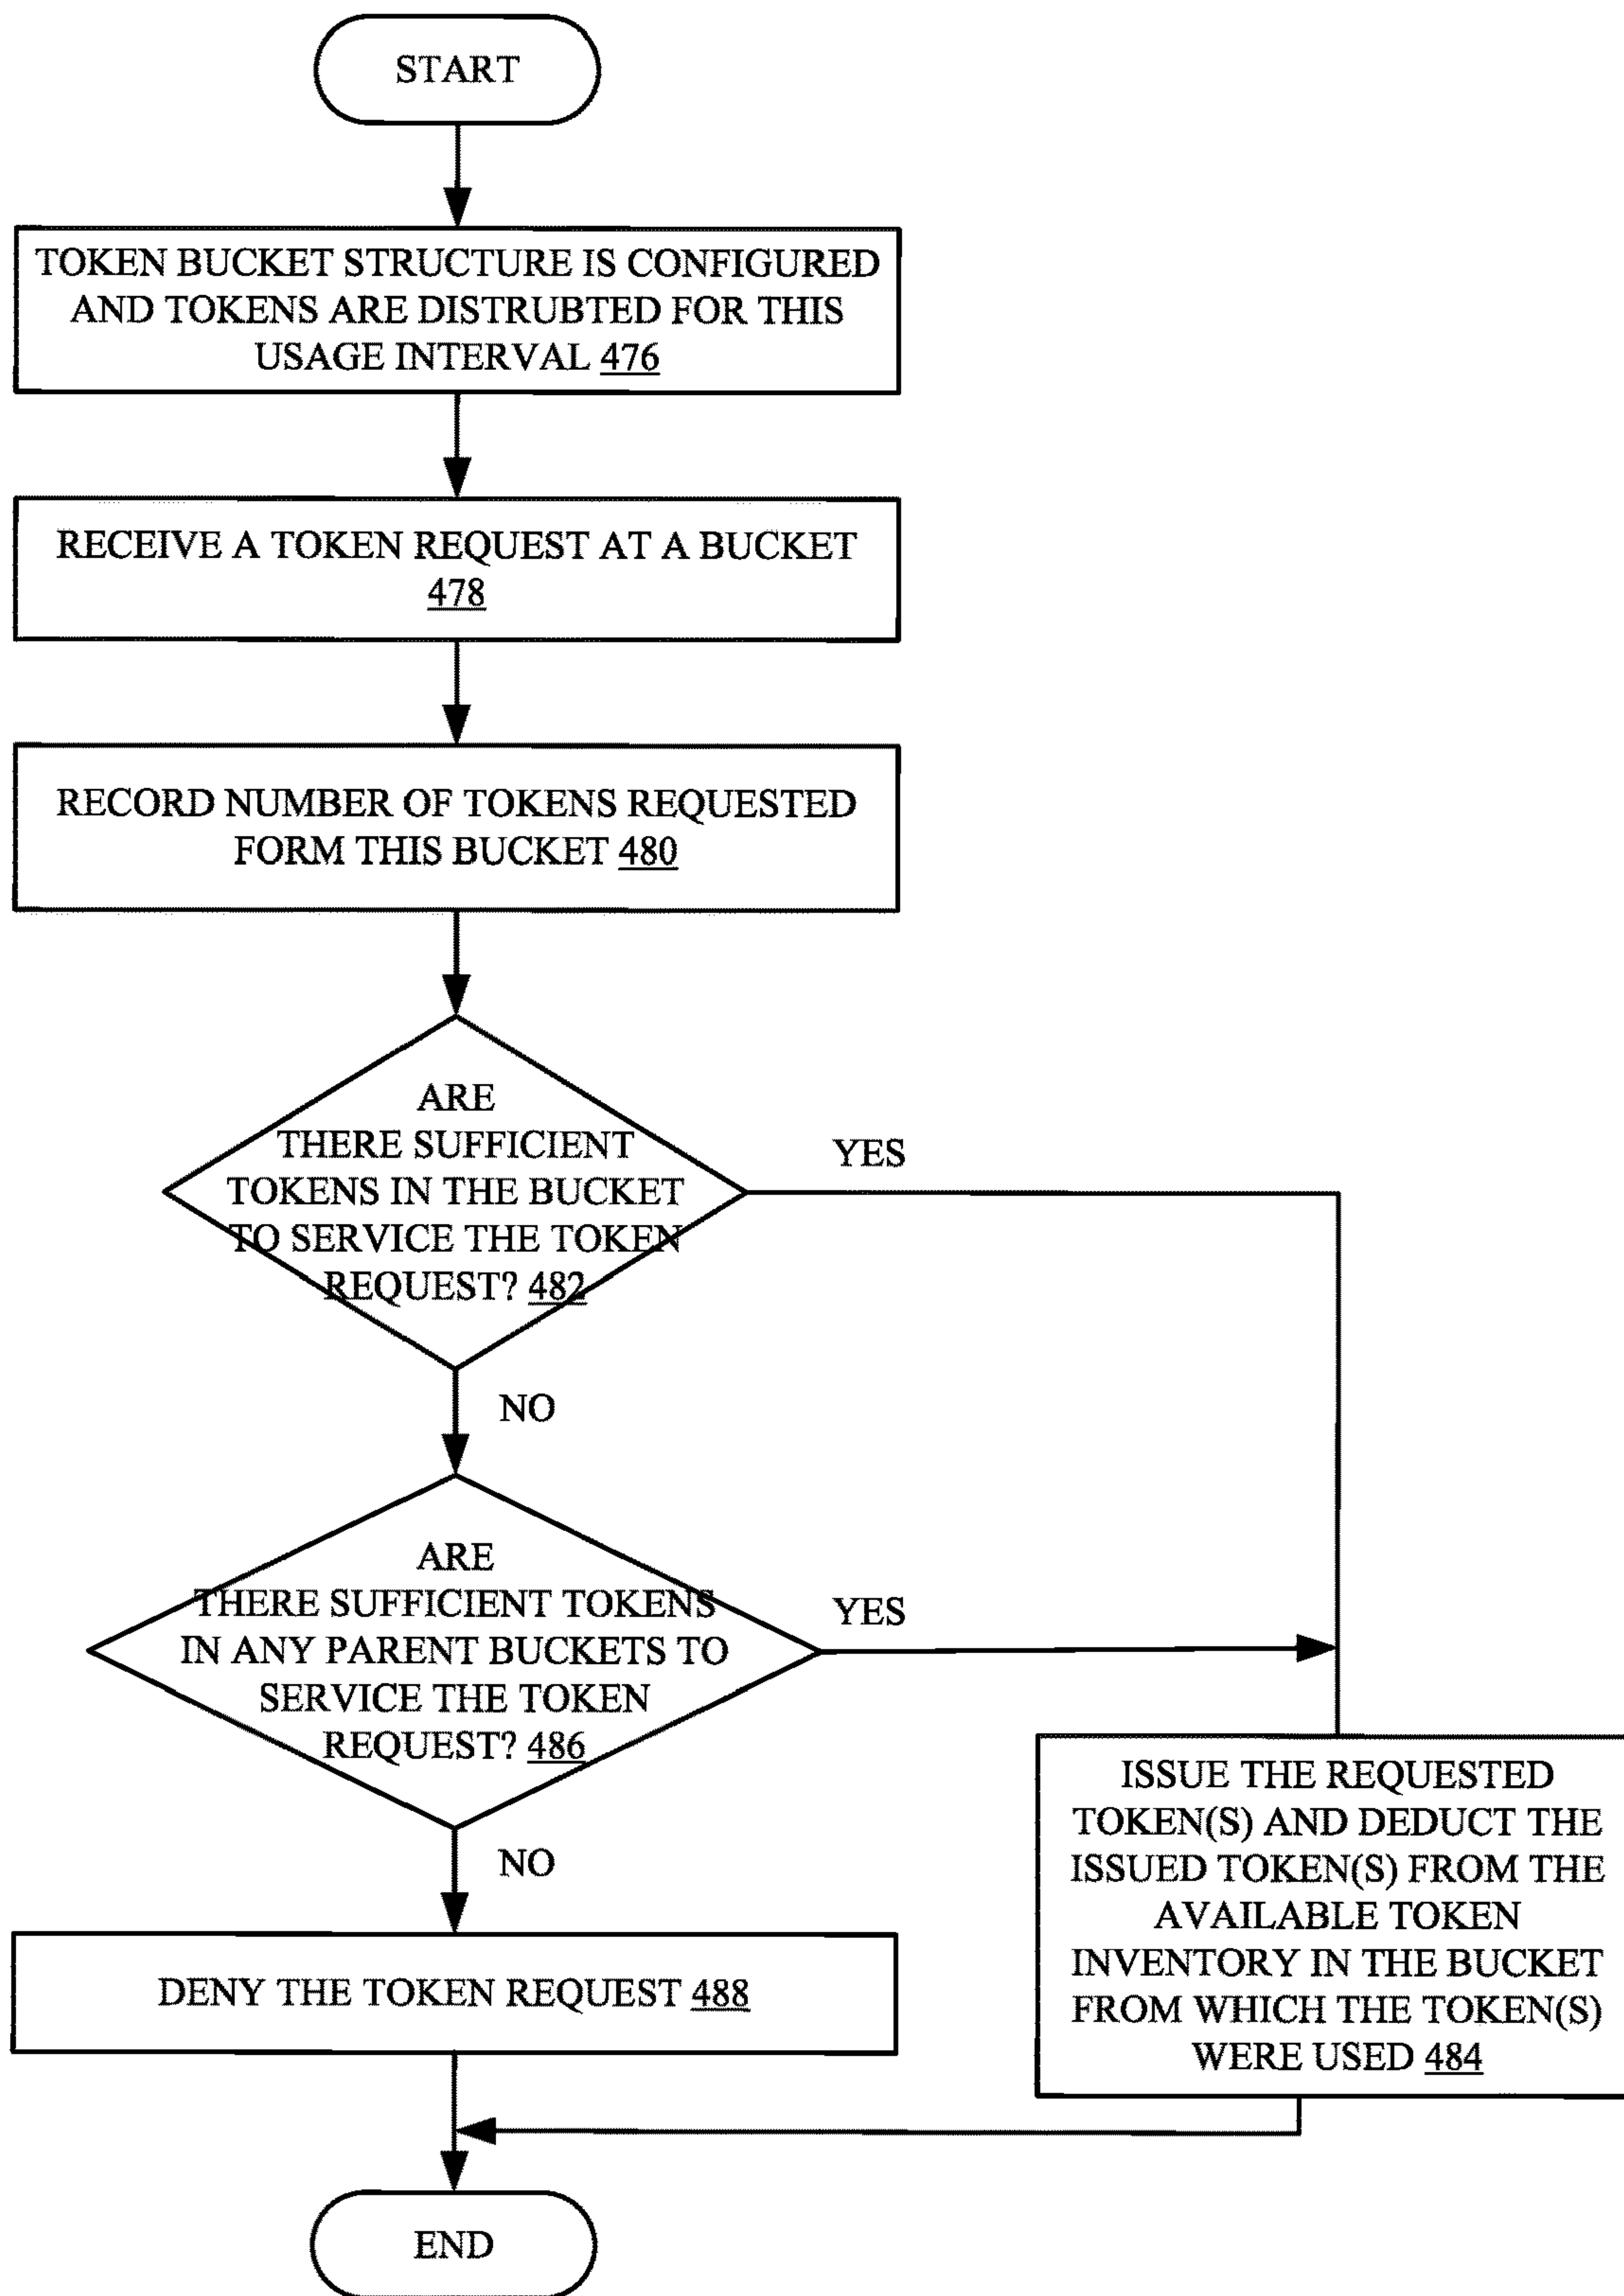 START
TOKEN BUCKET STRUCTURE IS CONFIGURED
AND TOKENS ARE DISTRUBTED FOR THIS
USAGE INTERVAL 476
RECEIVE A TOKEN REQUEST AT A BUCKET
478
RECORD NUMBER OF TOKENS REQUESTED
FORM THIS BUCKET 480
ARE
THERE SUFFICIENT
TOKENS IN THE BUCKET
TO SERVICE THE TOKEN
REQUEST? 482
YES
NO
ARE
THERE SUFFICIENT TOKENS
IN ANY PARENT BUCKETS TO
SERVICE THE TOKEN
REQUEST? 486
YES
NO
ISSUE THE REQUESTED
TOKEN(S) AND DEDUCT THE
ISSUED TOKEN(S) FROM THE
AVAILABLE TOKEN
INVENTORY IN THE BUCKET
FROM WHICH THE TOKEN(S)
WERE USED 484
DENY THE TOKEN REQUEST 488
END